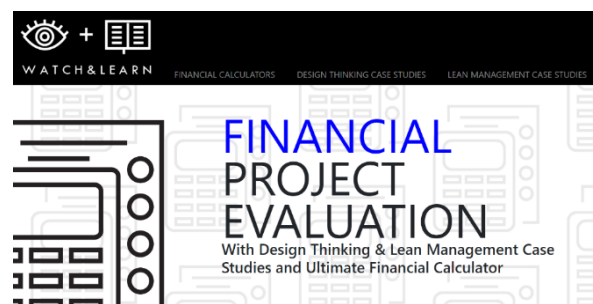 +
WATCH&LEARN
FINANCIAL CALCULATORS DESIGN THINKING CASE STUDIES LEAN MANAGEMENT CASE STUDIES
FINANCIAL
PROJECT
EVALUATION
With Design Thinking & Lean Management Case
Studies and Ultimate Financial Calculator